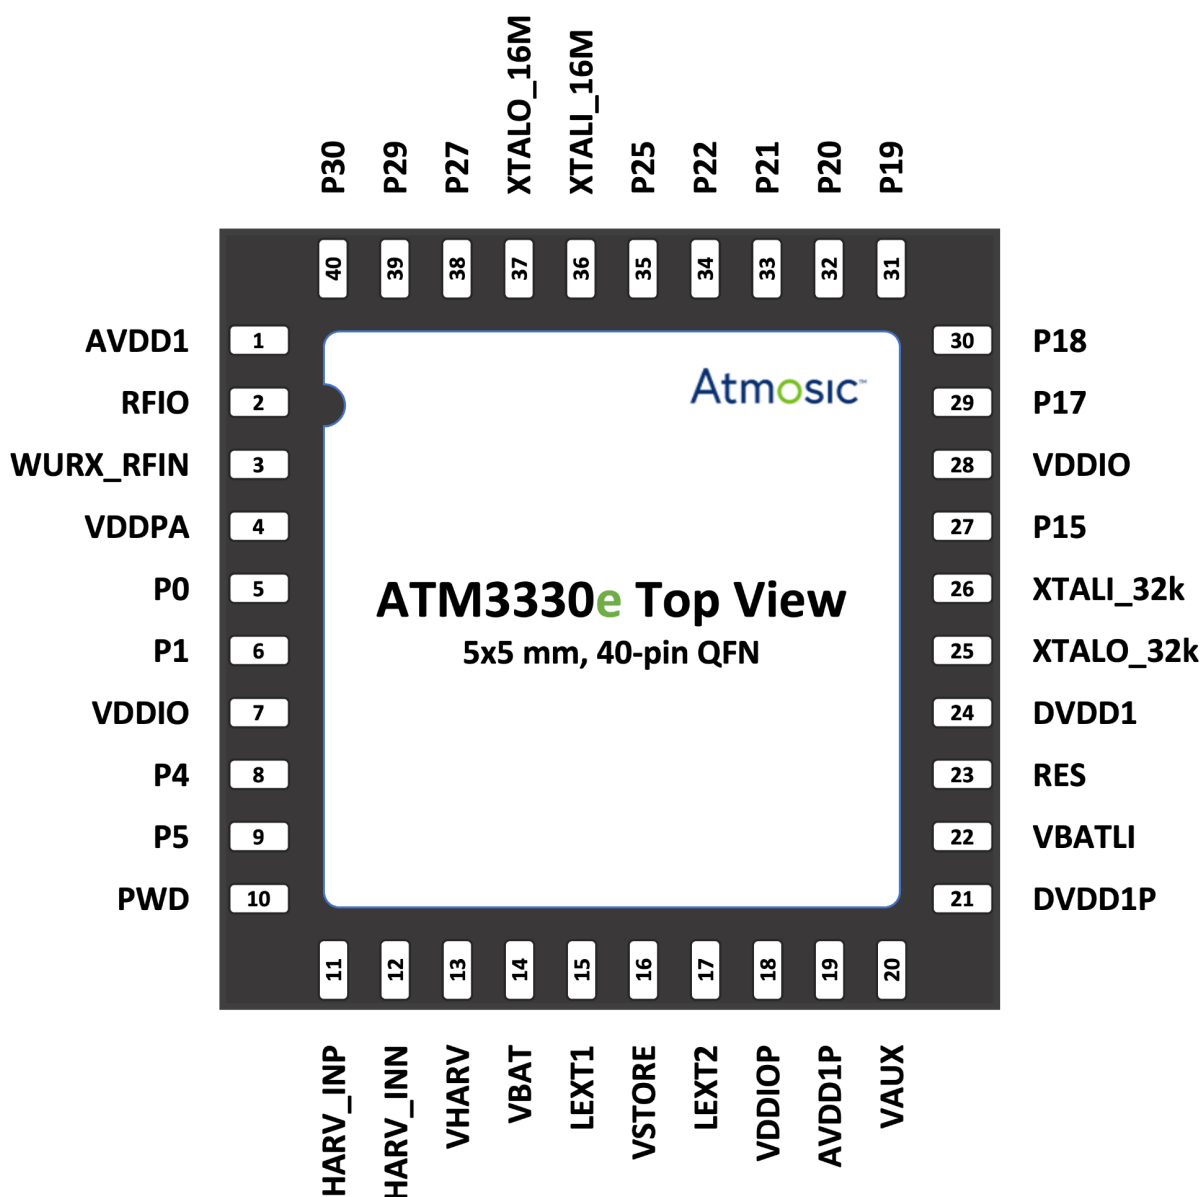 P30 P29 P27 XTALO_16M XTALI_16M P25 P22 P21 P20 P19
40 39 38 37 36 35 34 33 32 31
AVDD1 1 30 P18
RFIO 2 29 P17
WURX_RFIN 3 28 VDDIO
VDDPA 4 27 P15
P0 5 26 XTALI_32k
P1 6 25 XTALO_32k
VDDIO 7 24 DVDD1
P4 8 23 RES
P5 9 22 VBATLI
PWD 10 21 DVDD1P
Atmosic™
ATM3330e Top View
5x5 mm, 40-pin QFN
11 12 13 14 15 16 17 18 19 20
HARV_INP HARV_INN VHARV VBAT LEXT1 VSTORE LEXT2 VDDIOP AVDD1P VAUX